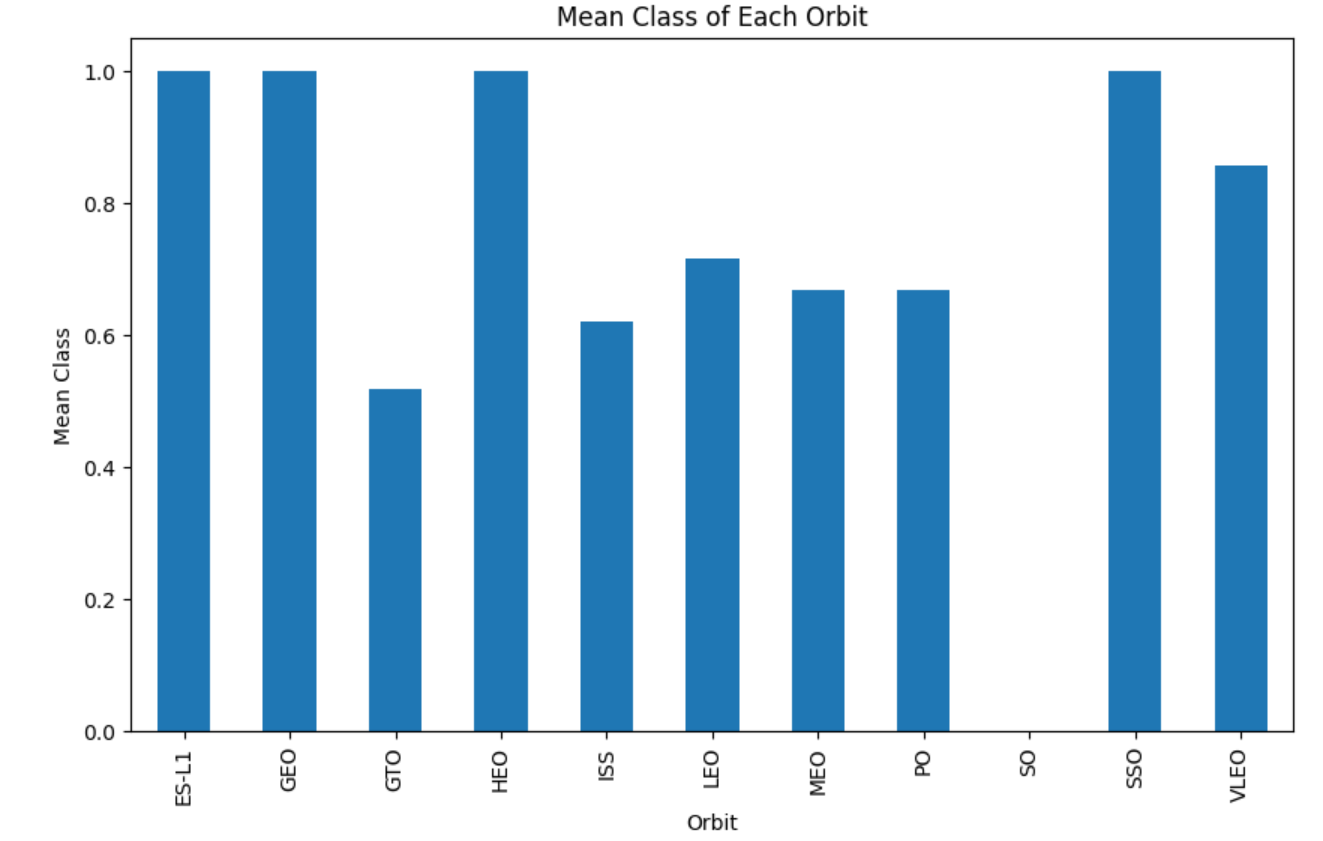 Mean Class of Each Orbit
Mean Class
1.0
0.8
0.6
0.4
0.2
0.0
ES-L1
GEO
GTO
HEO
ISS
LEO
MEO
PO
SO
SSO
VLEO
Orbit